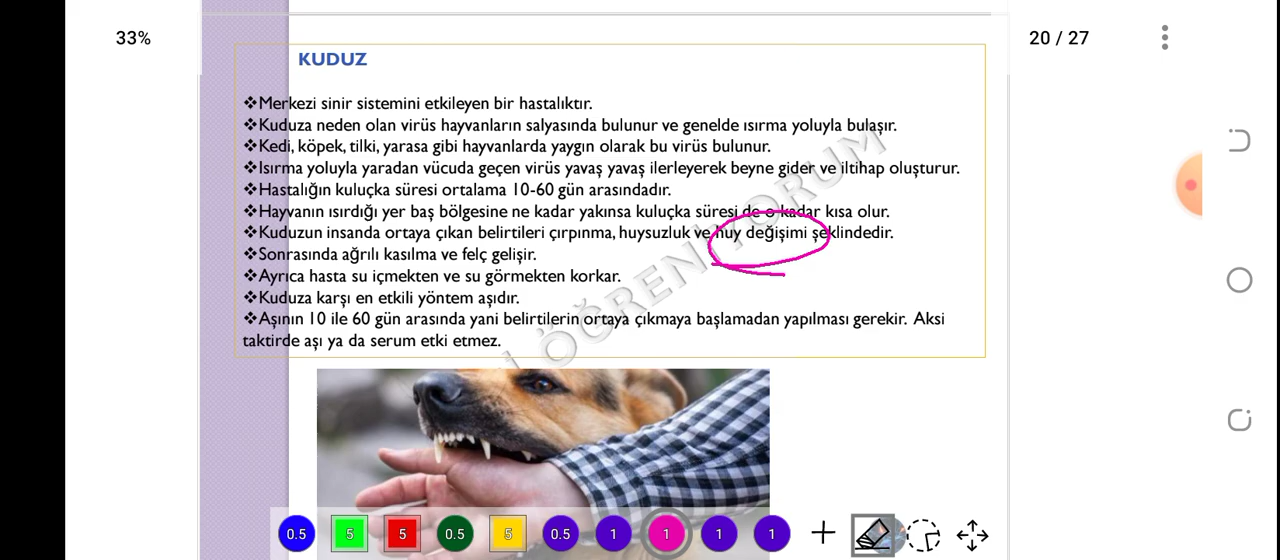 33%
20 / 27
KUDUZ
❖Merkezi sinir sistemini etkileyen bir hastalıktır.
❖Kuduza neden olan virüs hayvanların salyasında bulunur ve genelde ısırma yoluyla bulaşır.
❖Kedi, köpek, tilki, yarasa gibi hayvanlarda yaygın olarak bu virüs bulunur.
❖Isırma yoluyla yaradan vücuda geçen virüs yavaş yavaş ilerleyerek beyne gider ve iltihap oluşturur.
❖Hastalığın kuluçka süresi ortalama 10-60 gün arasındadır.
❖Hayvanın ısırdığı yer baş bölgesine ne kadar yakınsa kuluçka süresi de o kadar kısa olur.
❖Kuduzun insanda ortaya çıkan belirtileri çırpınma, huysuzluk ve huy değişimi şeklindedir.
❖Sonrasında ağrılı kasılma ve felç gelişir.
❖Ayrıca hasta su içmekten ve su görmekten korkar.
❖Kuduza karşı en etkili yöntem aşıdır.
❖Aşının 10 ile 60 gün arasında yani belirtilerin ortaya çıkmaya başlamadan yapılması gerekir. Aksi
taktirde aşı ya da serum etki etmez.
ÖĞRENİYORUM
0.5 5 5 0.5 5 0.5 1 1 1 1